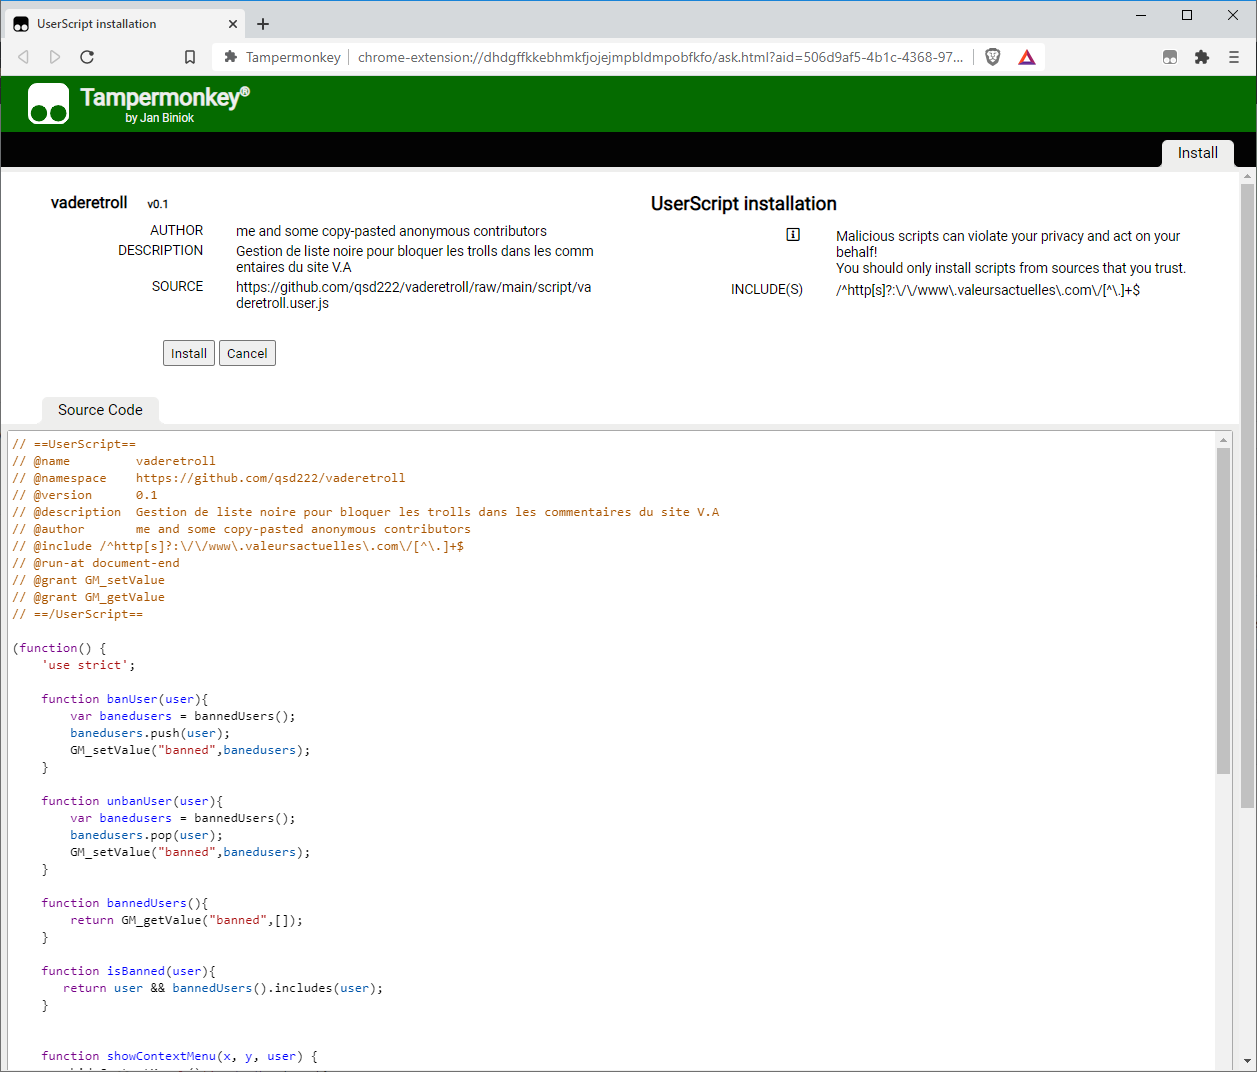 UserScript installation
Tampermonkey
chrome-extension://dhdgffkkebhmkfjojejmpbldmpobfkfo/ask.html?aid=506d9af5-4b1c-4368-97...
Tampermonkey®
by Jan Biniok
Install
vaderetroll v0.1
AUTHOR me and some copy-pasted anonymous contributors
DESCRIPTION Gestion de liste noire pour bloquer les trolls dans les comm
entaires du site V.A
SOURCE https://github.com/qsd222/vaderetroll/raw/main/script/va
deretroll.user.js
Install Cancel
UserScript installation
Malicious scripts can violate your privacy and act on your
behalf!
You should only install scripts from sources that you trust.
INCLUDE(S) /^http[s]?:\/\/www\.valeursactuelles\.com\/[^\.]+$
Source Code
// ==UserScript==
// @name         vaderetroll
// @namespace    https://github.com/qsd222/vaderetroll
// @version      0.1
// @description  Gestion de liste noire pour bloquer les trolls dans les commentaires du site V.A
// @author       me and some copy-pasted anonymous contributors
// @include /^http[s]?:\/\/www\.valeursactuelles\.com\/[^\.]+$
// @run-at document-end
// @grant GM_setValue
// @grant GM_getValue
// ==/UserScript==
(function() {
    'use strict';
    function banUser(user){
        var banedusers = bannedUsers();
        banedusers.push(user);
        GM_setValue("banned",banedusers);
    }
    function unbanUser(user){
        var banedusers = bannedUsers();
        banedusers.pop(user);
        GM_setValue("banned",banedusers);
    }
    function bannedUsers(){
        return GM_getValue("banned",[]);
    }
    function isBanned(user){
       return user && bannedUsers().includes(user);
    }
    function showContextMenu(x, y, user) {